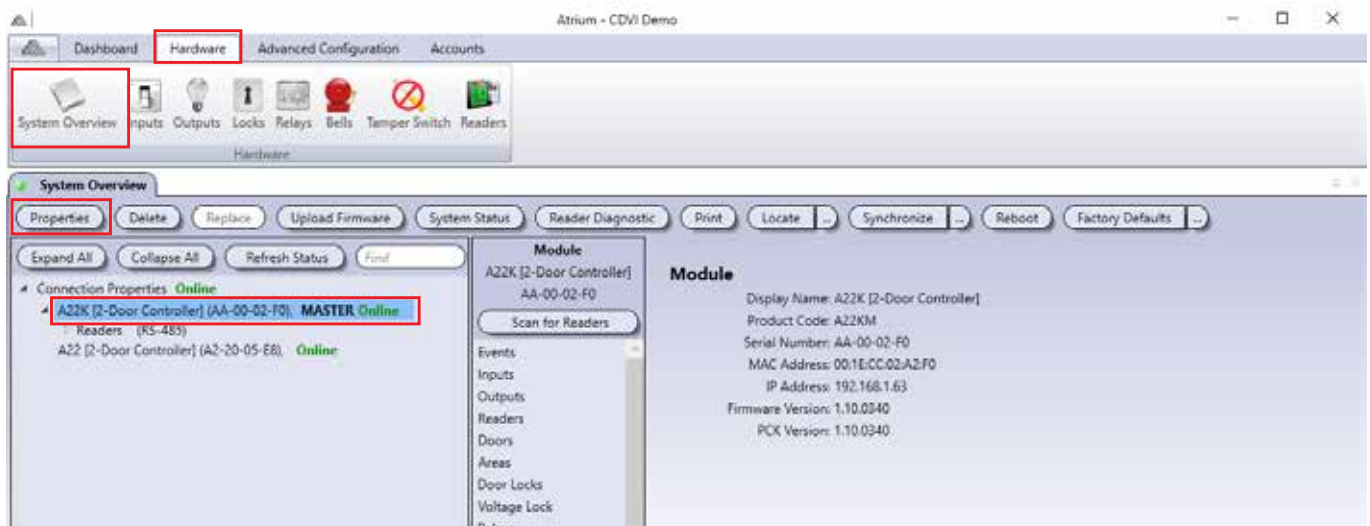 Atrium - CDVI Demo
Dashboard Hardware Advanced Configuration Accounts
System Overview Inputs Outputs Locks Relays Bells Tamper Switch Readers
Hardware
System Overview
Properties Delete Replace Upload Firmware System Status Reader Diagnostic Print Locate ... Synchronize ... Reboot Factory Defaults ...
Expand All Collapse All Refresh Status Find
Connection Properties Online
A22K [2-Door Controller] (AA-00-02-F0), MASTER Online
Readers (RS-485)
A22 [2-Door Controller] (A2-20-05-E8), Online
Module
A22K [2-Door Controller]
AA-00-02-F0
Scan for Readers
Events
Inputs
Outputs
Readers
Doors
Areas
Door Locks
Voltage Lock
Module
Display Name: A22K [2-Door Controller]
Product Code: A22KM
Serial Number: AA-00-02-F0
MAC Address: 00:1E:CC:02:A2:F0
IP Address: 192.168.1.63
Firmware Version: 1.10.0340
PCK Version: 1.10.0340